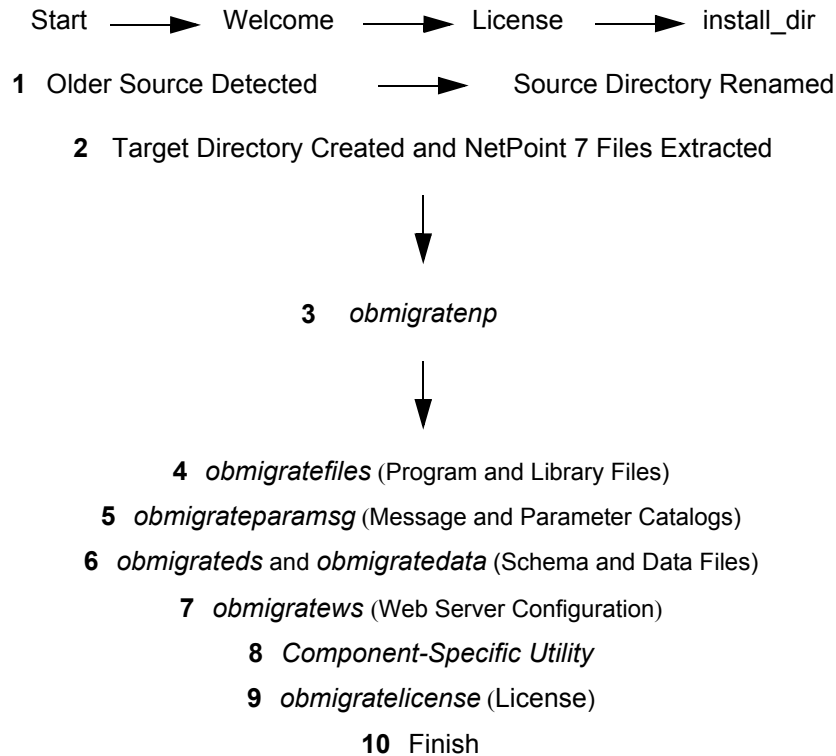 Start Welcome License install_dir
1 Older Source Detected Source Directory Renamed
2 Target Directory Created and NetPoint 7 Files Extracted
3 obmigratenp
4 obmigratefiles (Program and Library Files)
5 obmigrateparamsg (Message and Parameter Catalogs)
6 obmigrateds and obmigratedata (Schema and Data Files)
7 obmigratews (Web Server Configuration)
8 Component-Specific Utility
9 obmigratelicense (License)
10 Finish